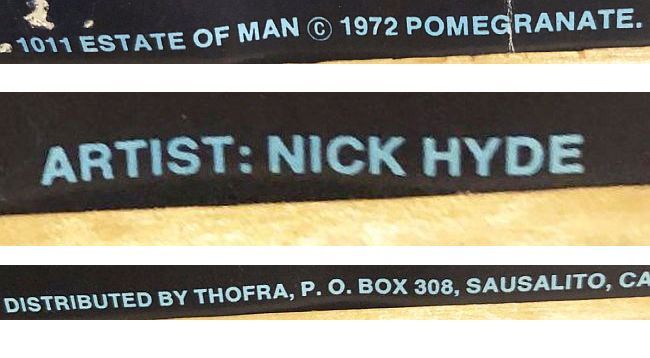 1011 ESTATE OF MAN © 1972 POMEGRANATE.
ARTIST: NICK HYDE
DISTRIBUTED BY THOFRA, P. O. BOX 308, SAUSALITO, CA